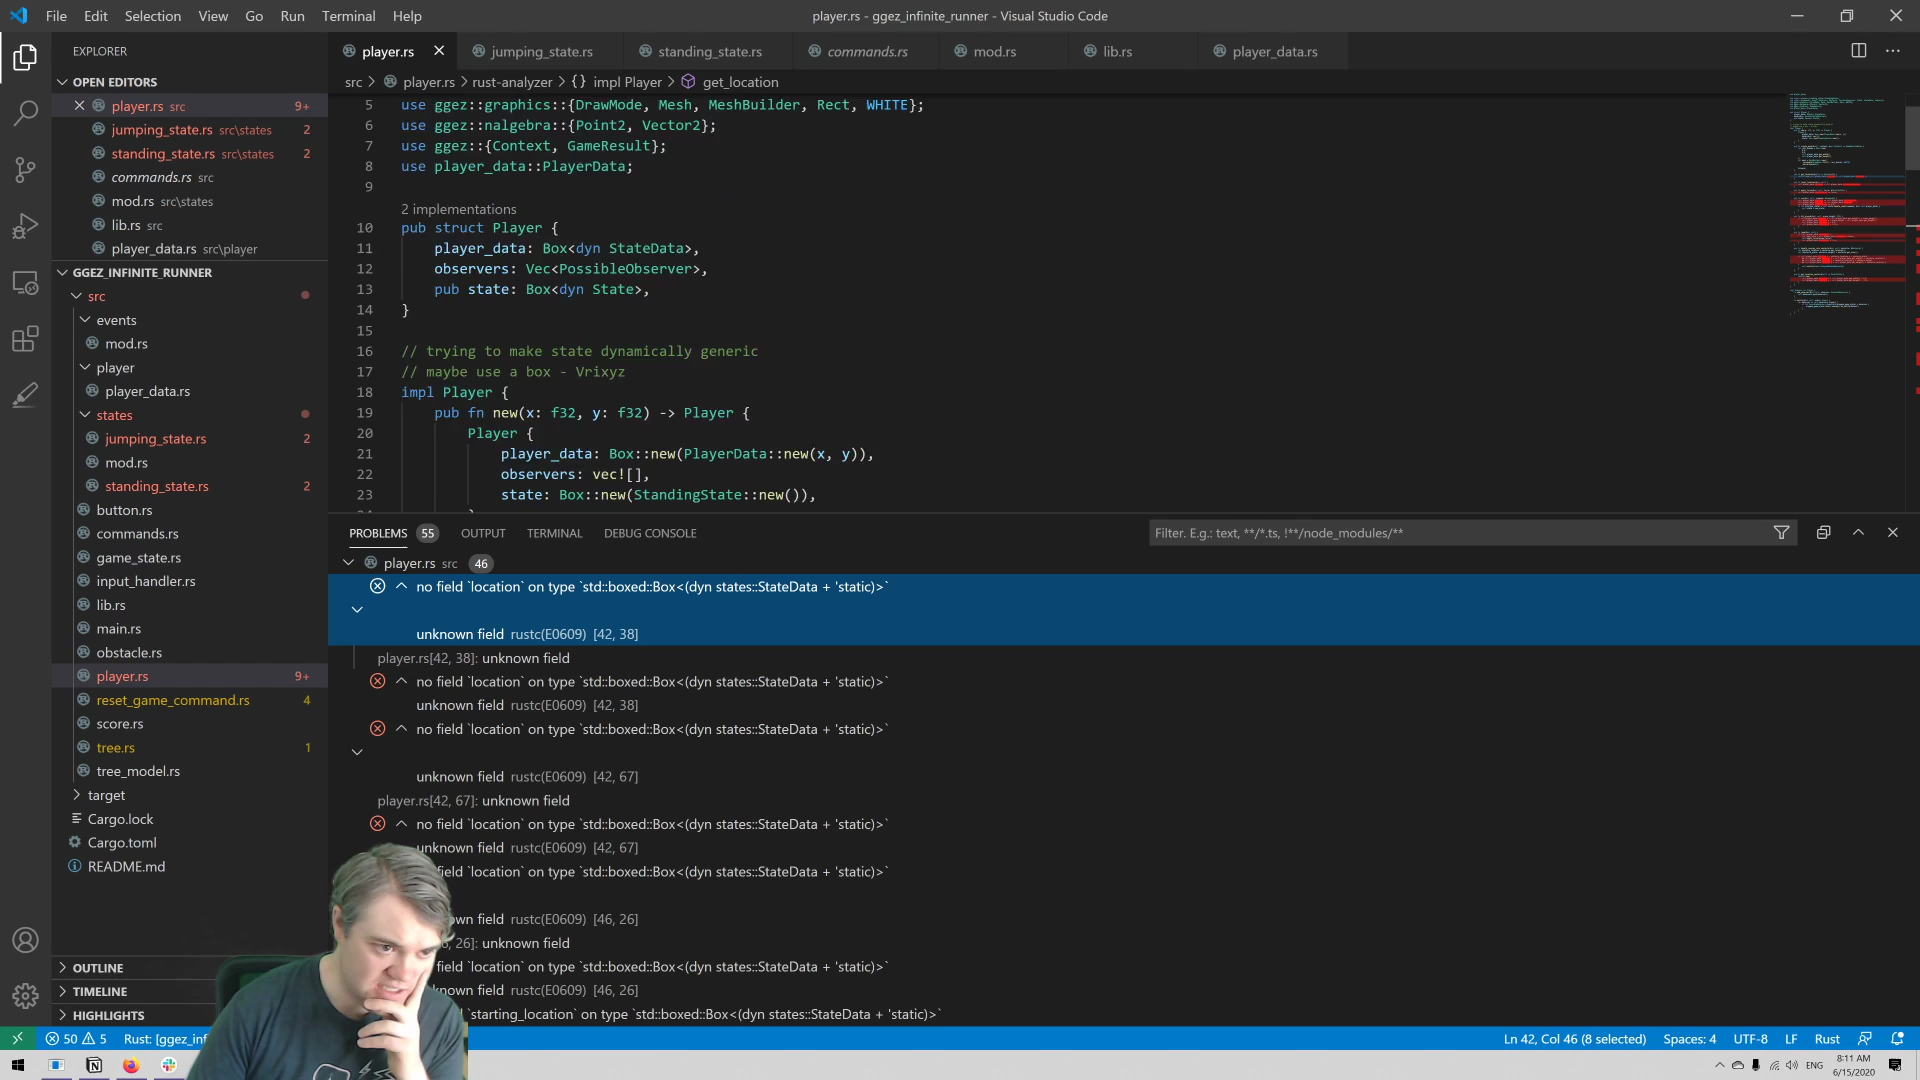 File Edit Selection View Go Run Terminal Help
player.rs - ggez_infinite_runner - Visual Studio Code
EXPLORER
OPEN EDITORS
player.rs src 9+
jumping_state.rs src\states 2
standing_state.rs src\states 2
commands.rs src
mod.rs src\states
lib.rs src
player_data.rs src\player
GGEZ_INFINITE_RUNNER
src
events
mod.rs
player
player_data.rs
states
jumping_state.rs 2
mod.rs
standing_state.rs 2
button.rs
commands.rs
game_state.rs
input_handler.rs
lib.rs
main.rs
obstacle.rs
player.rs 9+
reset_game_command.rs 4
score.rs
tree.rs 1
tree_model.rs
target
Cargo.lock
Cargo.toml
README.md
OUTLINE
TIMELINE
HIGHLIGHTS
player.rs jumping_state.rs standing_state.rs commands.rs mod.rs lib.rs player_data.rs
src > player.rs > rust-analyzer > {} impl Player > get_location
5 use ggez::graphics::{DrawMode, Mesh, MeshBuilder, Rect, WHITE};
6 use ggez::nalgebra::{Point2, Vector2};
7 use ggez::{Context, GameResult};
8 use player_data::PlayerData;
9
2 implementations
10 pub struct Player {
11 player_data: Box<dyn StateData>,
12 observers: Vec<PossibleObserver>,
13 pub state: Box<dyn State>,
14 }
15
16 // trying to make state dynamically generic
17 // maybe use a box - Vrixyz
18 impl Player {
19 pub fn new(x: f32, y: f32) -> Player {
20 Player {
21 player_data: Box::new(PlayerData::new(x, y)),
22 observers: vec![],
23 state: Box::new(StandingState::new()),
PROBLEMS 55 OUTPUT TERMINAL DEBUG CONSOLE
Filter. E.g.: text, **/*.ts, !**/node_modules/**
player.rs src 46
no field `location` on type `std::boxed::Box<(dyn states::StateData + 'static)>`
unknown field rustc(E0609) [42, 38]
player.rs[42, 38]: unknown field
no field `location` on type `std::boxed::Box<(dyn states::StateData + 'static)>`
unknown field rustc(E0609) [42, 38]
no field `location` on type `std::boxed::Box<(dyn states::StateData + 'static)>`
unknown field rustc(E0609) [42, 67]
player.rs[42, 67]: unknown field
no field `location` on type `std::boxed::Box<(dyn states::StateData + 'static)>`
unknown field rustc(E0609) [42, 67]
field `location` on type `std::boxed::Box<(dyn states::StateData + 'static)>`
field rustc(E0609) [46, 26]
26]: unknown field
field `location` on type `std::boxed::Box<(dyn states::StateData + 'static)>`
field rustc(E0609) [46, 26]
`starting_location` on type `std::boxed::Box<(dyn states::StateData + 'static)>`
50 5 Rust: [ggez_inf
Ln 42, Col 46 (8 selected) Spaces: 4 UTF-8 LF Rust
ENG
8:11 AM
6/15/2020